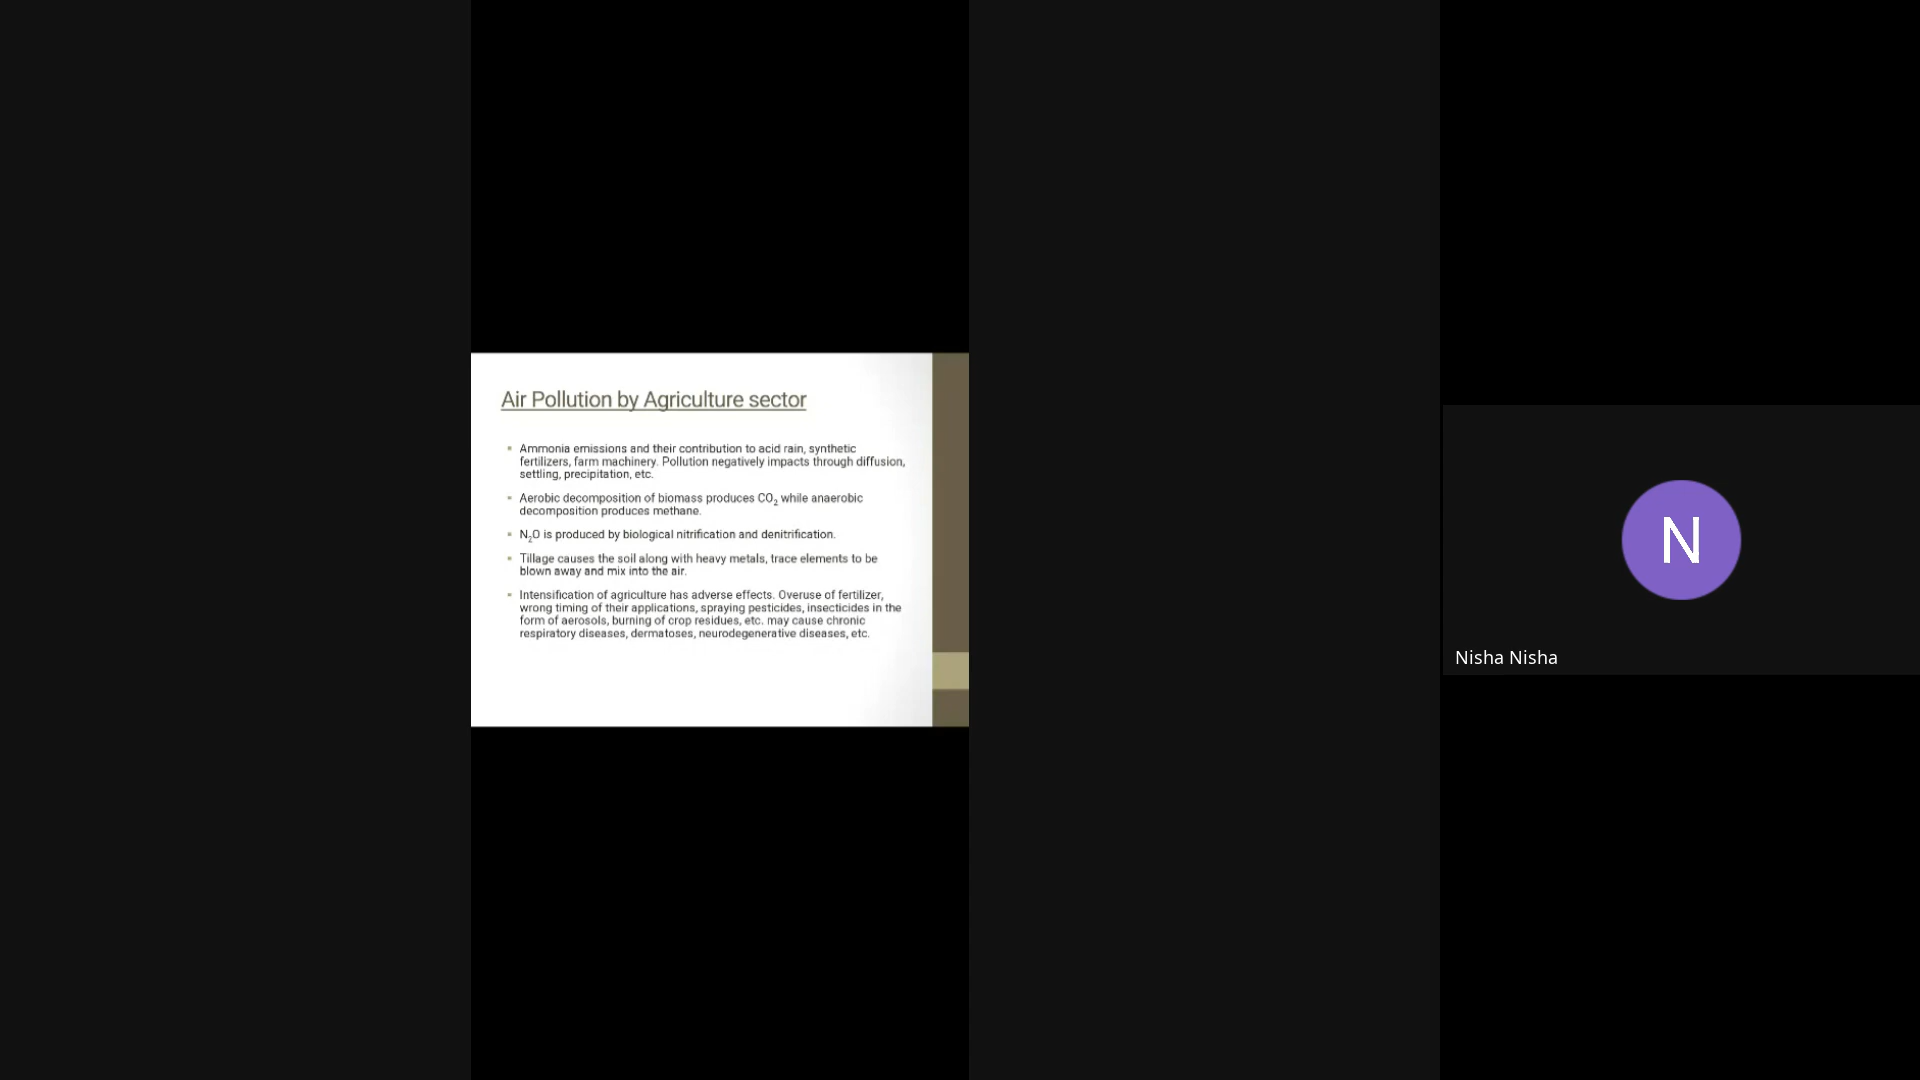 Air Pollution by Agriculture sector
Ammonia emissions and their contribution to acid rain, synthetic
fertilizers, farm machinery. Pollution negatively impacts through diffusion,
settling, precipitation, etc.
Aerobic decomposition of biomass produces CO₂ while anaerobic
decomposition produces methane.
N₂O is produced by biological nitrification and denitrification.
Tillage causes the soil along with heavy metals, trace elements to be
blown away and mix into the air.
Intensification of agriculture has adverse effects. Overuse of fertilizer,
wrong timing of their applications, spraying pesticides, insecticides in the
form of aerosols, burning of crop residues, etc. may cause chronic
respiratory diseases, dermatoses, neurodegenerative diseases, etc.
N
Nisha Nisha